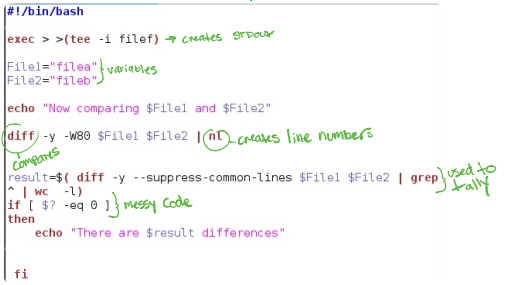 #!/bin/bash
exec > >(tee -i filef) → creates STDOUT
File1="filea"
File2="fileb"
variables
echo "Now comparing $File1 and $File2"
diff -y -W80 $File1 $File2 | nl - creates line numbers
compares
result=$( diff -y --suppress-common-lines $File1 $File2 | grep
^ | wc -l)
used to
tally
if [ $? -eq 0 ] messy code
then
echo "There are $result differences"
fi